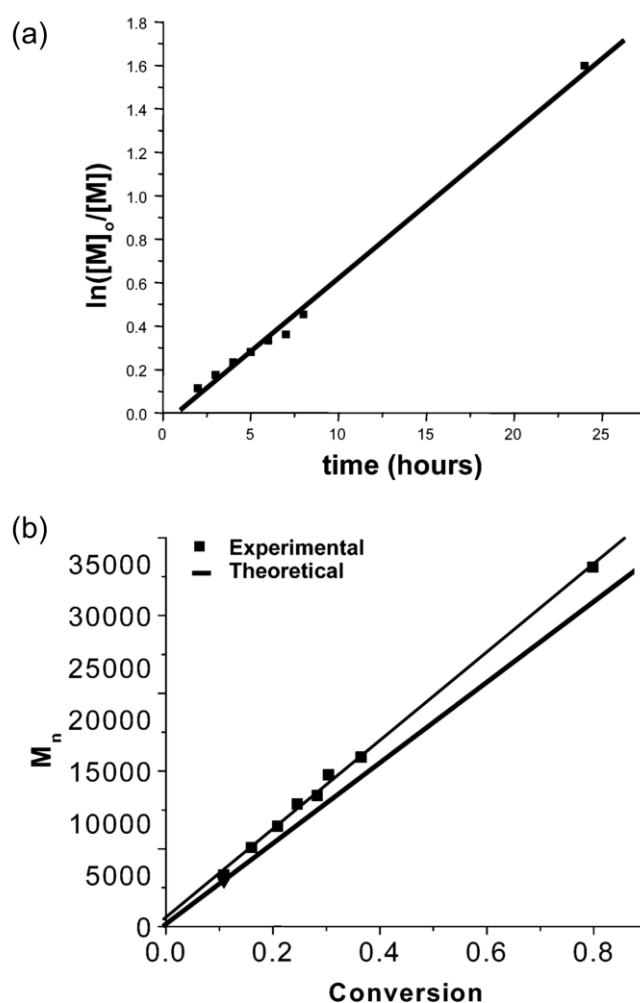 (a)
1.8
1.6
1.4
1.2
1.0
0.8
0.6
0.4
0.2
0.0
ln([M]₀/[M])
0 5 10 15 20 25
time (hours)
(b)
Experimental
Theoretical
35000
30000
25000
20000
15000
10000
5000
0
Mₙ
0.0 0.2 0.4 0.6 0.8
Conversion